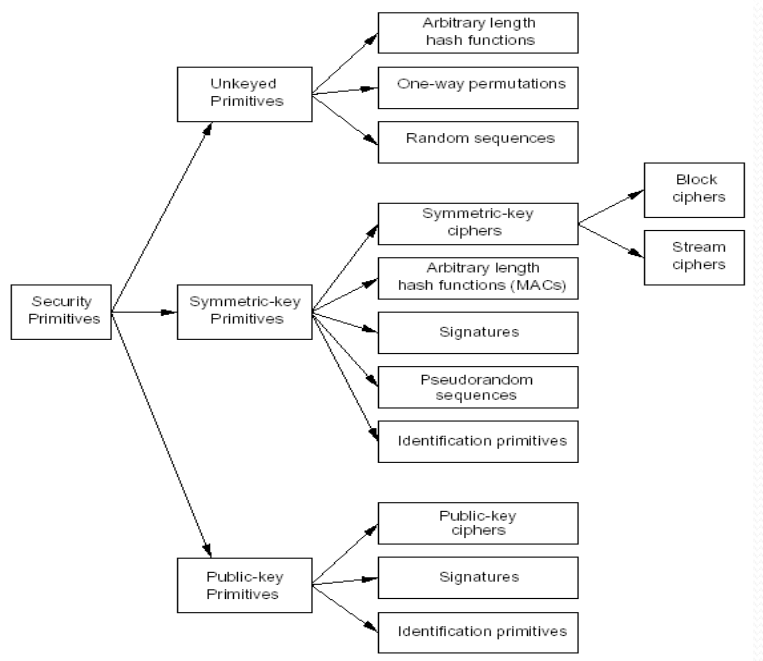 Arbitrary length
hash functions
Unkeyed
Primitives
One-way permutations
Random sequences
Block
ciphers
Symmetric-key
ciphers
Stream
ciphers
Arbitrary length
hash functions (MACs)
Security
Primitives
Symmetric-key
Primitives
Signatures
Pseudorandom
sequences
Identification primitives
Public-key
ciphers
Public-key
Primitives
Signatures
Identification primitives